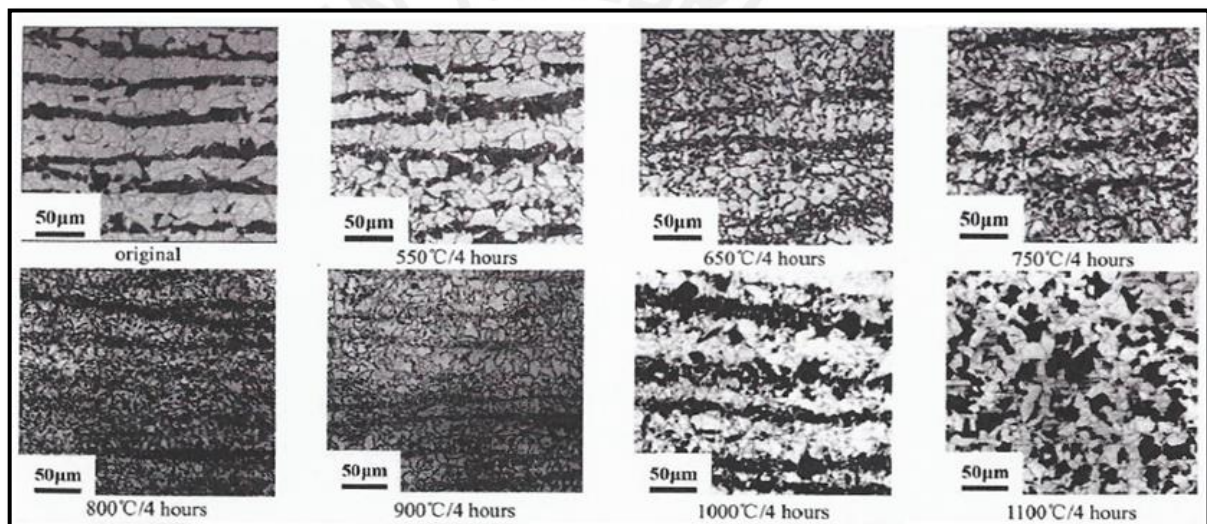 50µm
50µm
50µm
50µm
original
550℃/4 hours
650℃/4 hours
750℃/4 hours
50µm
50µm
50µm
50µm
800℃/4 hours
900℃/4 hours
1000℃/4 hours
1100℃/4 hours